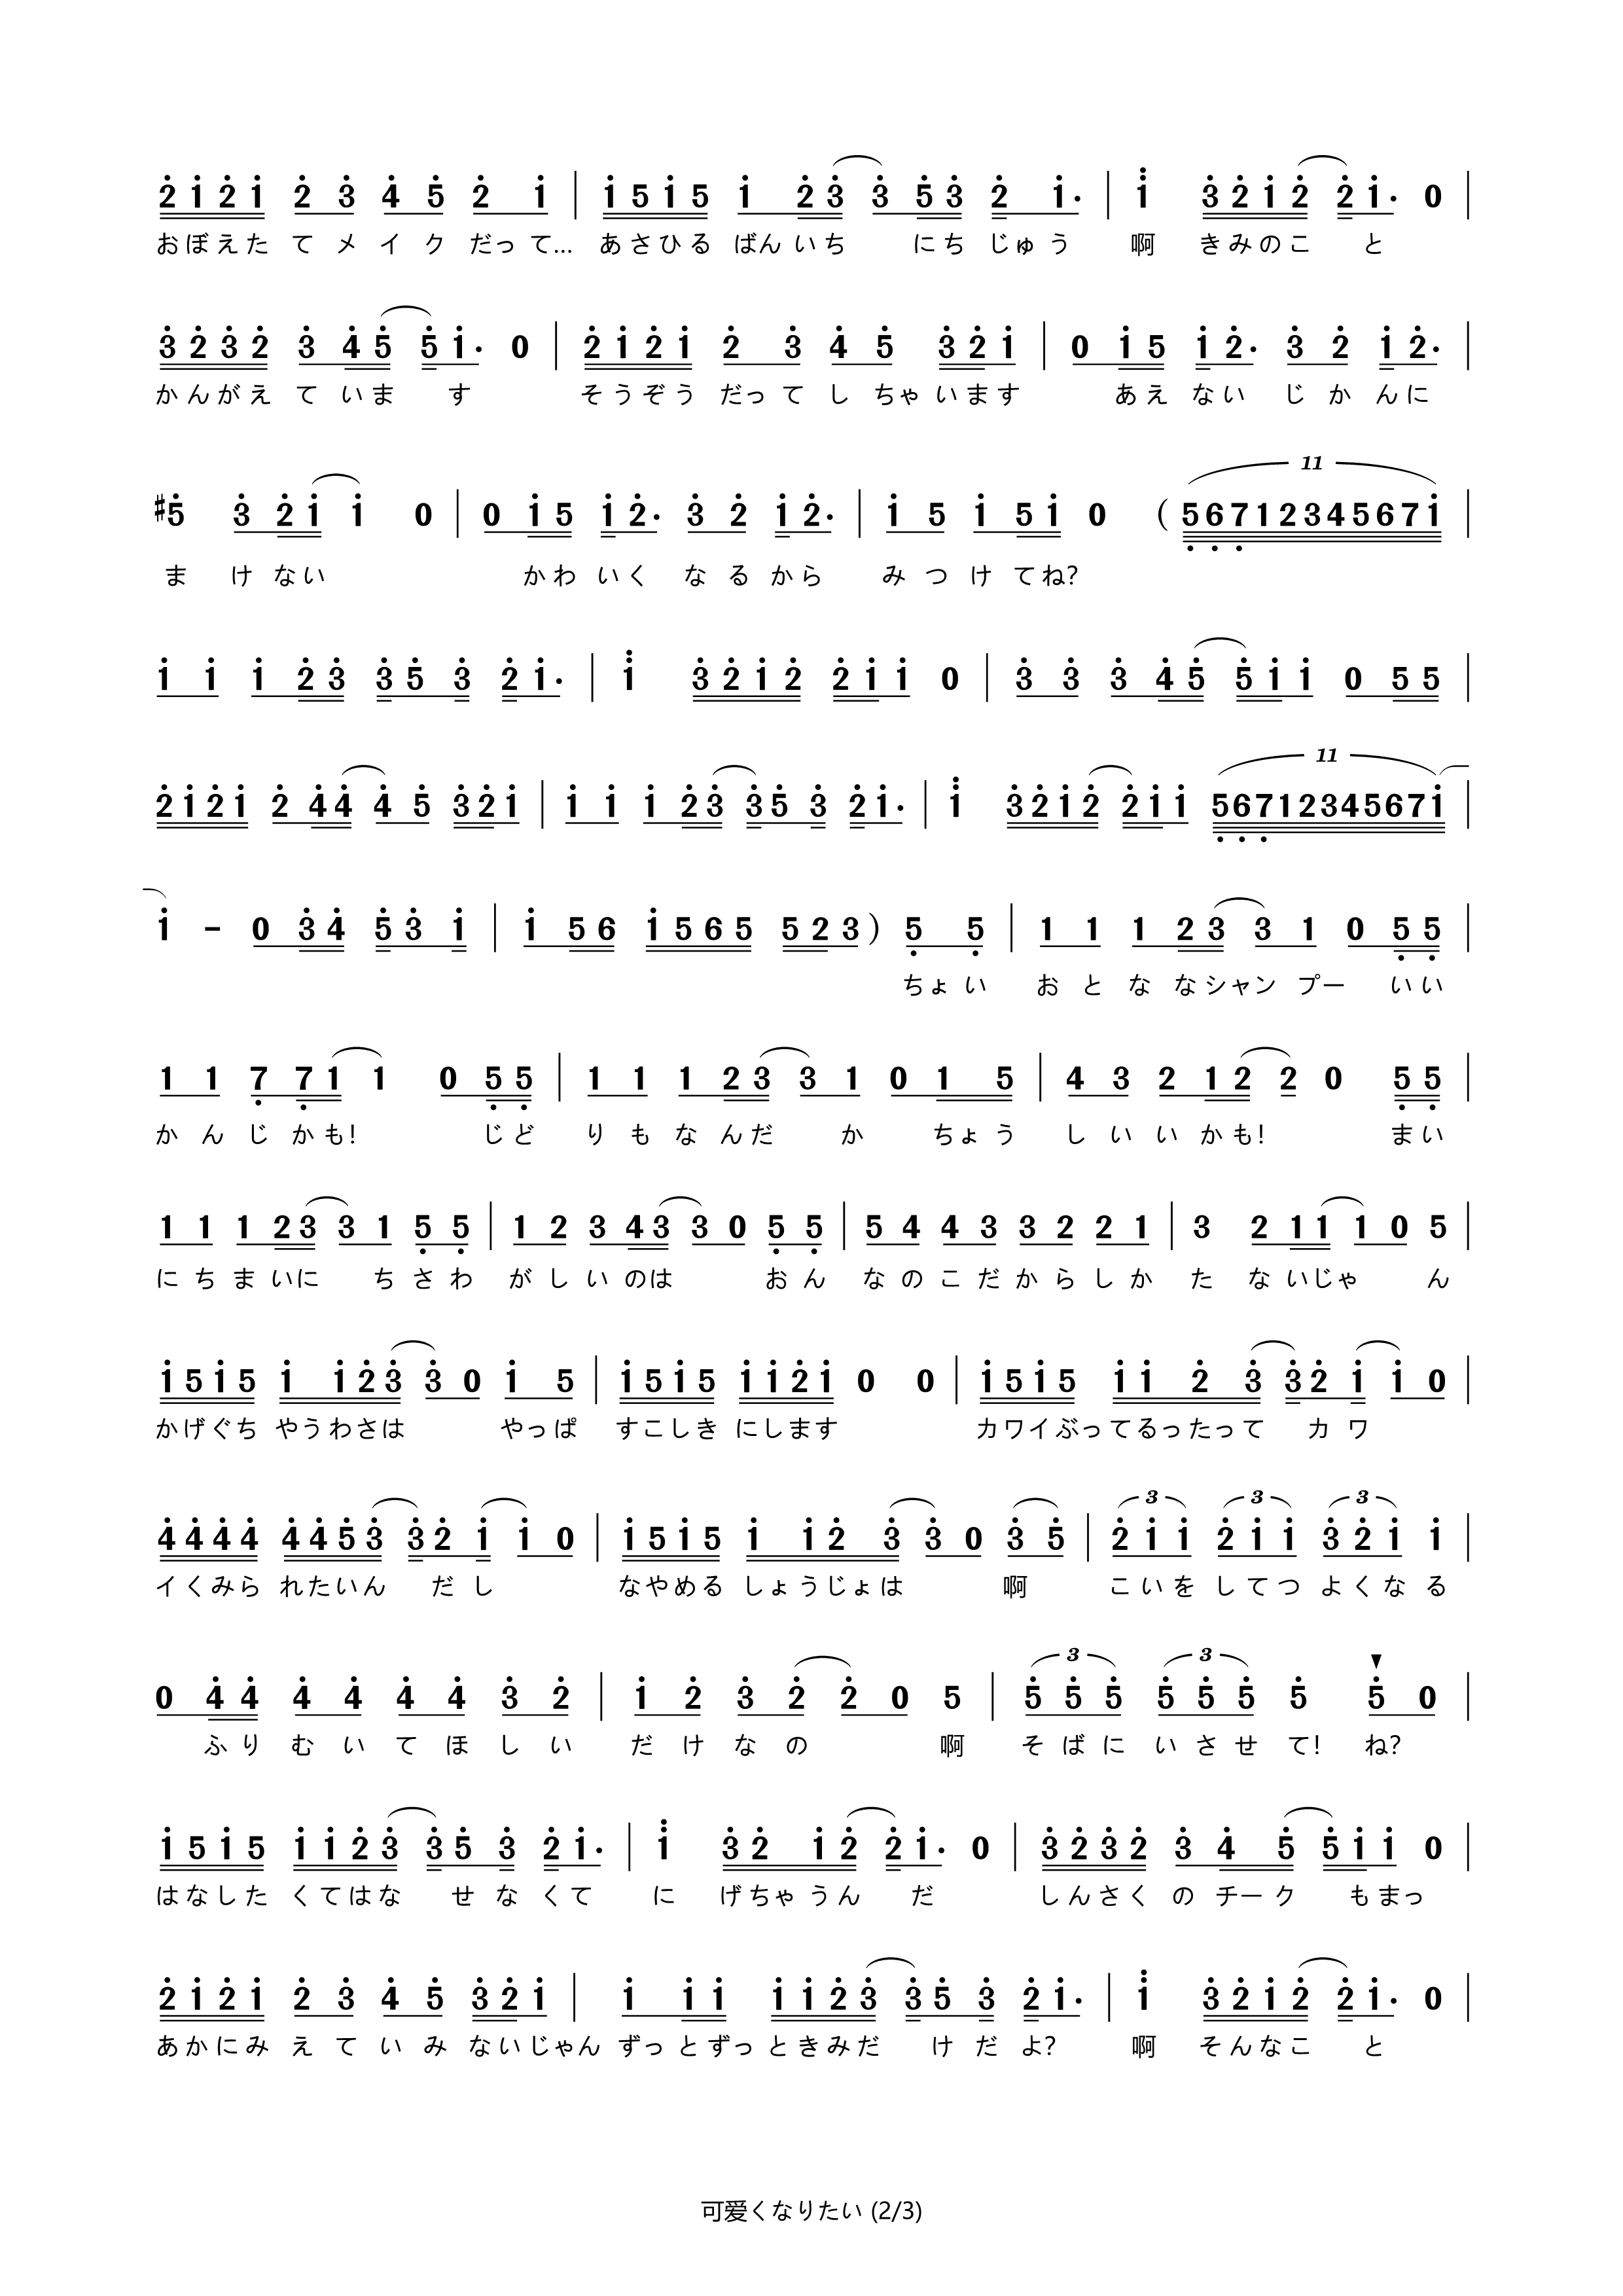 2 1 2 1 2 3 4 5 2 1 | 1 5 1 5 1 2 3 3 5 3 2 1· | 1 3 2 1 2 2 1· 0 |
おぼえた て メ イ ク だっ て… あさひる ばん いち にち じゅ う 啊 きみのこ と
3 2 3 2 3 4 5 5 1· 0 | 2 1 2 1 2 3 4 5 3 2 1 | 0 1 5 1 2· 3 2 1 2· |
かんがえ て いま す そうぞう だっ て し ちゃ います あえ ない じ か んに
#5 3 2 1 1 0 | 0 1 5 1 2· 3 2 1 2· | 1 5 1 5 1 0 ( 11 5 6 7 1 2 3 4 5 6 7 1 |
ま け ない かわ いく な る から み つ け てね?
1 1 1 2 3 3 5 3 2 1· | 1 3 2 1 2 2 1 1 0 | 3 3 3 4 5 5 1 1 0 5 5 |
2 1 2 1 2 4 4 4 5 3 2 1 | 1 1 1 2 3 3 5 3 2 1· | 1 3 2 1 2 2 1 1 11 5 6 7 1 2 3 4 5 6 7 1 |
1 - 0 3 4 5 3 1 | 1 5 6 1 5 6 5 5 2 3 ) 5 5 | 1 1 1 2 3 3 1 0 5 5 |
ちょ い お と な な シャン プー いい
1 1 7 7 1 1 0 5 5 | 1 1 1 2 3 3 1 0 1 5 | 4 3 2 1 2 2 0 5 5 |
か ん じ かも! じど り も な んだ か ちょ う し い い かも! まい
1 1 1 2 3 3 1 5 5 | 1 2 3 4 3 3 0 5 5 | 5 4 4 3 3 2 2 1 | 3 2 1 1 1 0 5 |
に ち ま いに ち さ わ が し い のは お ん な の こ だ か ら し か た な いじゃ ん
1 5 1 5 1 1 2 3 3 0 1 5 | 1 5 1 5 1 1 2 1 0 0 | 1 5 1 5 1 1 2 3 3 2 1 1 0 |
かげぐち やうわさは やっ ぱ すこしき にします カワイぶっ てるっ たっ て カ ワ
4 4 4 4 4 4 5 3 3 2 1 1 0 | 1 5 1 5 1 1 2 3 3 0 3 5 | 3 2 1 1 3 2 1 1 3 3 2 1 1 |
イくみら れたいん だ し なやめる しょ うじょ は 啊 こいを してつ よくな る
0 4 4 4 4 4 4 3 2 | 1 2 3 2 2 0 5 | 3 5 5 5 3 5 5 5 5 5 0 |
ふり む い て ほ し い だ け な の 啊 そばに いさせ て! ね?
1 5 1 5 1 1 2 3 3 5 3 2 1· | 1 3 2 1 2 2 1· 0 | 3 2 3 2 3 4 5 5 1 1 0 |
はなした くてはな せ な くて に げちゃ うん だ しんさく の チー ク もまっ
2 1 2 1 2 3 4 5 3 2 1 | 1 1 1 1 1 2 3 3 5 3 2 1· | 1 3 2 1 2 2 1· 0 |
あかにみ え て い み ないじゃん ずっ とずっ ときみだ け だ よ? 啊 そんなこ と
可爱くなりたい (2/3)